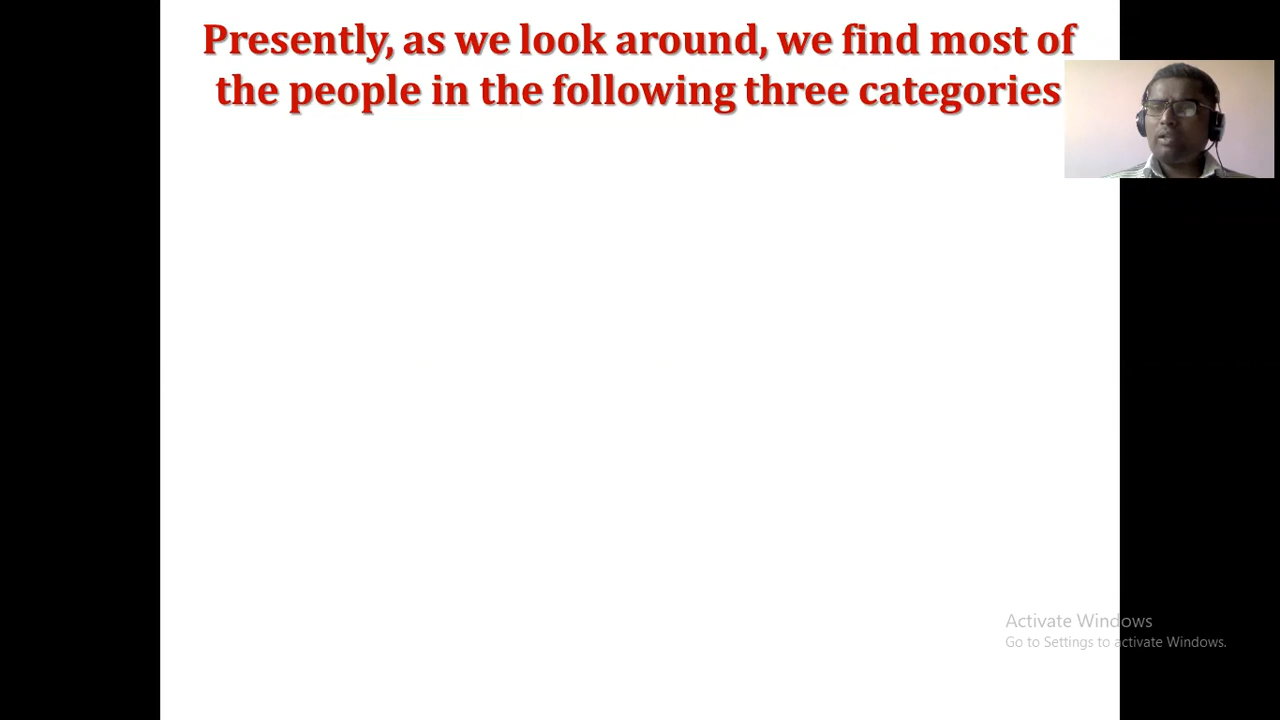 Presently, as we look around, we find most of
the people in the following three categories
Activate Windows
Go to Settings to activate Windows.